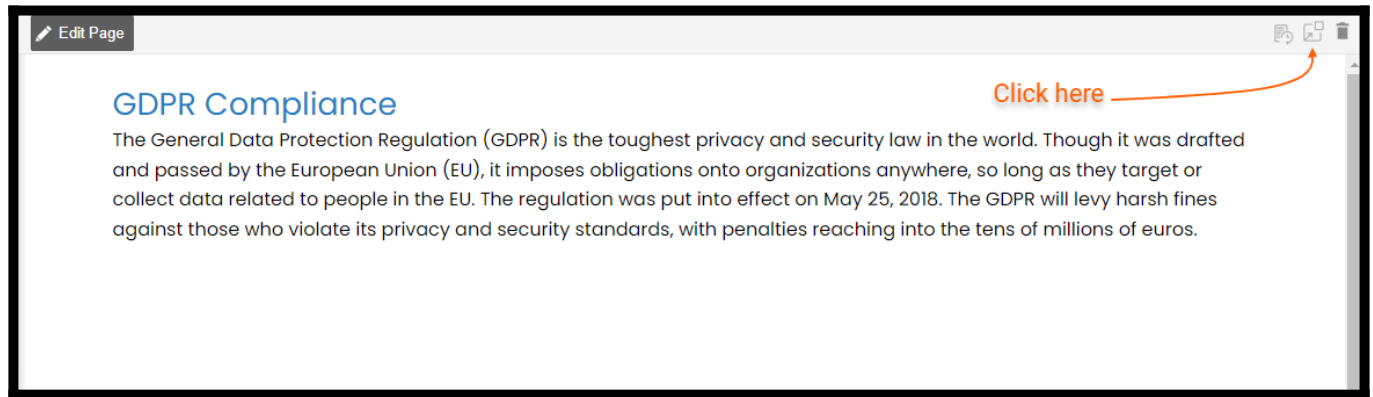 Edit Page
Click here
GDPR Compliance
The General Data Protection Regulation (GDPR) is the toughest privacy and security law in the world. Though it was drafted
and passed by the European Union (EU), it imposes obligations onto organizations anywhere, so long as they target or
collect data related to people in the EU. The regulation was put into effect on May 25, 2018. The GDPR will levy harsh fines
against those who violate its privacy and security standards, with penalties reaching into the tens of millions of euros.